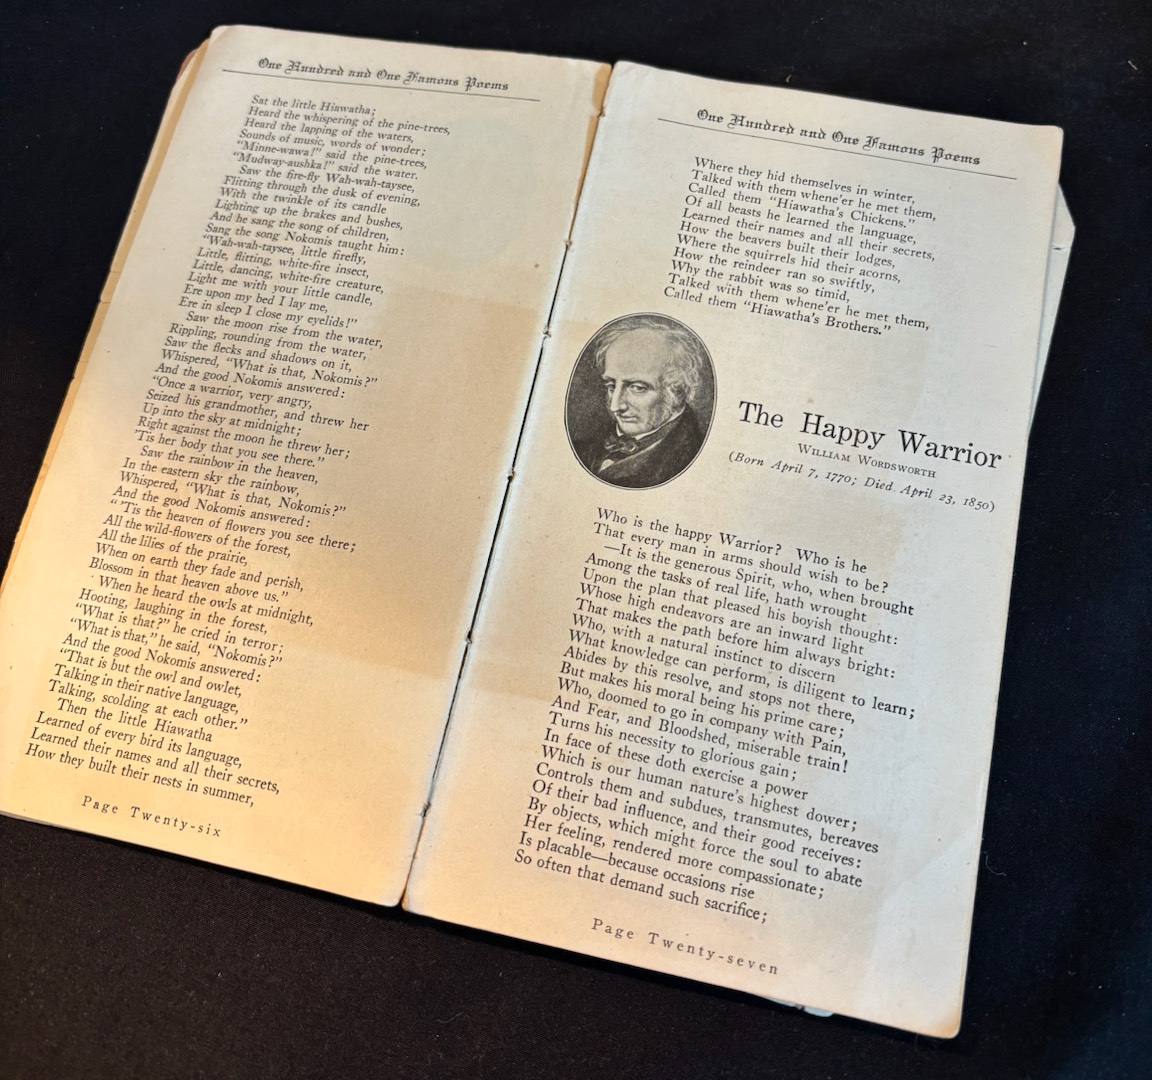 One Hundred and One Famous Poems
Sat the little Hiawatha;
Heard the whispering of the pine-trees,
Heard the lapping of the waters,
Sounds of music, words of wonder;
"Minne-wawa!" said the pine-trees,
"Mudway-aushka!" said the water.
Saw the fire-fly Wah-wah-taysee,
Flitting through the dusk of evening,
With the twinkle of its candle
Lighting up the brakes and bushes,
And he sang the song of children,
Sang the song Nokomis taught him:
"Wah-wah-taysee, little firefly,
Little, flitting, white-fire insect,
Little, dancing, white-fire creature,
Light me with your little candle,
Ere upon my bed I lay me,
Ere in sleep I close my eyelids!"
Saw the moon rise from the water,
Rippling, rounding from the water,
Saw the flecks and shadows on it,
Whispered, "What is that, Nokomis?"
And the good Nokomis answered:
"Once a warrior, very angry,
Seized his grandmother, and threw her
Up into the sky at midnight;
Right against the moon he threw her;
'Tis her body that you see there."
Saw the rainbow in the heaven,
In the eastern sky the rainbow,
Whispered, "What is that, Nokomis?"
And the good Nokomis answered:
"'Tis the heaven of flowers you see there;
All the wild-flowers of the forest,
All the lilies of the prairie,
When on earth they fade and perish,
Blossom in that heaven above us."
When he heard the owls at midnight,
Hooting, laughing in the forest,
"What is that?" he cried in terror;
"What is that," he said, "Nokomis?"
And the good Nokomis answered:
"That is but the owl and owlet,
Talking in their native language,
Talking, scolding at each other."
Then the little Hiawatha
Learned of every bird its language,
Learned their names and all their secrets,
How they built their nests in summer,
Page Twenty-six
One Hundred and One Famous Poems
Where they hid themselves in winter,
Talked with them whene'er he met them,
Called them "Hiawatha's Chickens."
Of all beasts he learned the language,
Learned their names and all their secrets,
How the beavers built their lodges,
Where the squirrels hid their acorns,
How the reindeer ran so swiftly,
Why the rabbit was so timid,
Talked with them whene'er he met them,
Called them "Hiawatha's Brothers."
The Happy Warrior
William Wordsworth
(Born April 7, 1770; Died April 23, 1850)
Who is the happy Warrior? Who is he
That every man in arms should wish to be?
—It is the generous Spirit, who, when brought
Among the tasks of real life, hath wrought
Upon the plan that pleased his boyish thought:
Whose high endeavors are an inward light
That makes the path before him always bright:
Who, with a natural instinct to discern
What knowledge can perform, is diligent to learn;
Abides by this resolve, and stops not there,
But makes his moral being his prime care;
Who, doomed to go in company with Pain,
And Fear, and Bloodshed, miserable train!
Turns his necessity to glorious gain;
In face of these doth exercise a power
Which is our human nature's highest dower;
Controls them and subdues, transmutes, bereaves
Of their bad influence, and their good receives:
By objects, which might force the soul to abate
Her feeling, rendered more compassionate;
Is placable—because occasions rise
So often that demand such sacrifice;
Page Twenty-seven